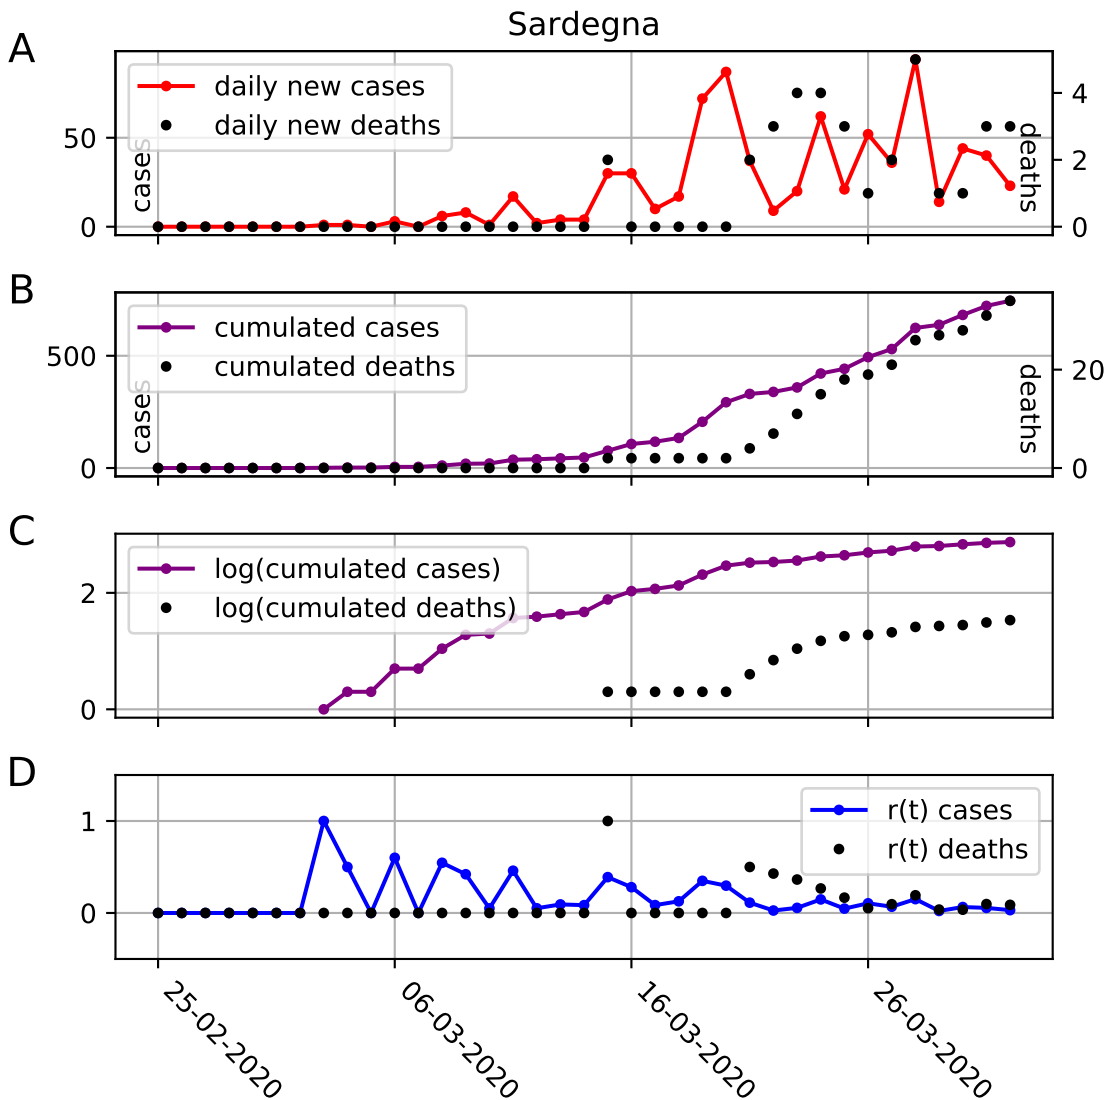 Sardegna
A
daily new cases
daily new deaths
50
0
cases
4
2
0
deaths
B
cumulated cases
cumulated deaths
500
0
cases
20
0
deaths
C
log(cumulated cases)
log(cumulated deaths)
2
0
D
r(t) cases
r(t) deaths
1
0
25-02-2020
06-03-2020
16-03-2020
26-03-2020